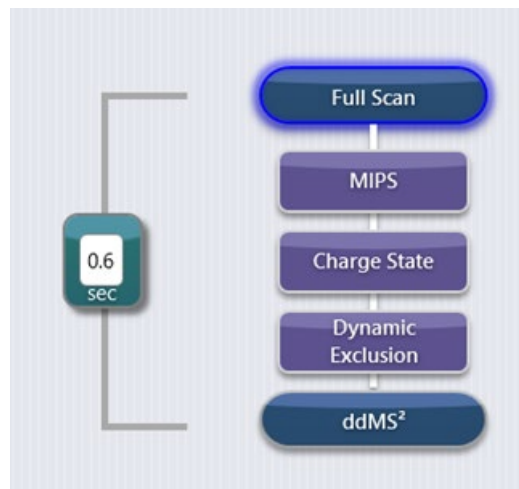 Full Scan
MIPS
0.6
sec
Charge State
Dynamic
Exclusion
ddMS²